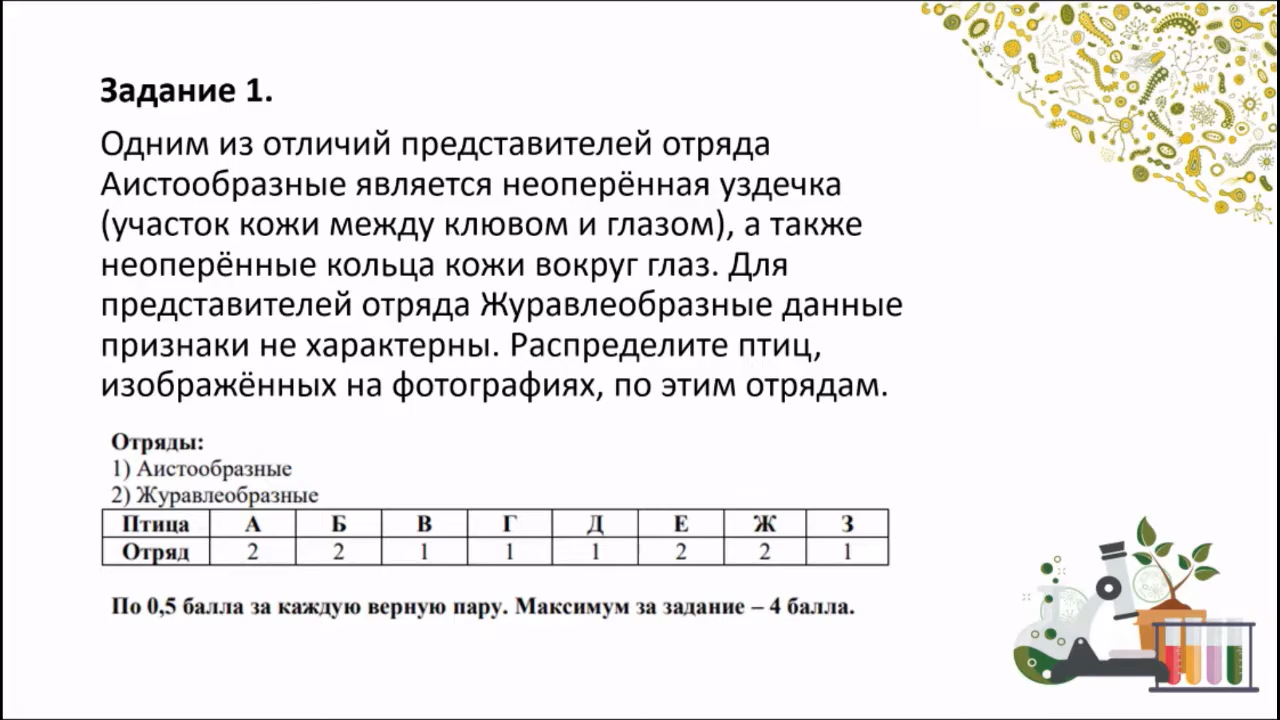 Задание 1.
Одним из отличий представителей отряда
Аистообразные является неоперённая уздечка
(участок кожи между клювом и глазом), а также
неоперённые кольца кожи вокруг глаз. Для
представителей отряда Журавлеобразные данные
признаки не характерны. Распределите птиц,
изображённых на фотографиях, по этим отрядам.
Отряды:
1) Аистообразные
2) Журавлеобразные
Птица А Б В Г Д Е Ж З
Отряд 2 2 1 1 1 2 2 1
По 0,5 балла за каждую верную пару. Максимум за задание – 4 балла.